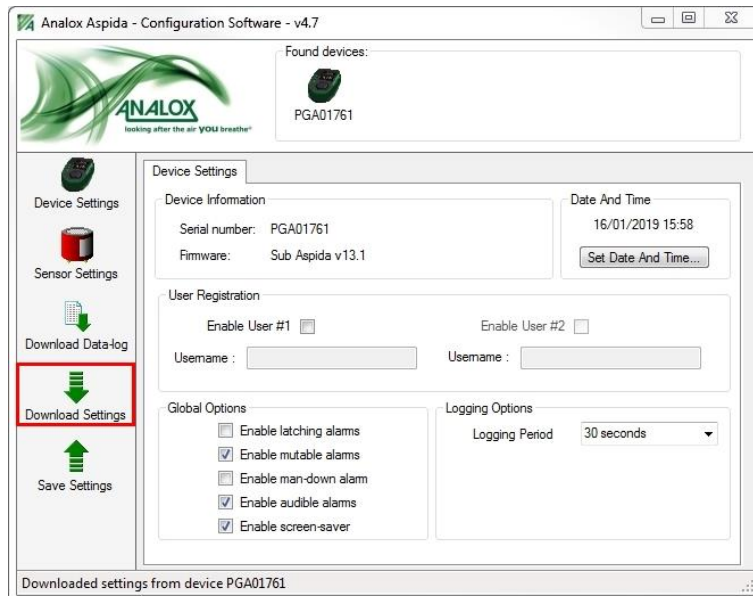 Analox Aspida - Configuration Software - v4.7
ANALOX
looking after the air YOU breathe*
Found devices:
PGA01761
Device Settings
Sensor Settings
Download Data-log
Download Settings
Save Settings
Device Settings
Device Information
Serial number: PGA01761
Firmware: Sub Aspida v13.1
Date And Time
16/01/2019 15:58
Set Date And Time...
User Registration
Enable User #1
Enable User #2
Username :
Username :
Global Options
Enable latching alarms
Enable mutable alarms
Enable man-down alarm
Enable audible alarms
Enable screen-saver
Logging Options
Logging Period 30 seconds
Downloaded settings from device PGA01761